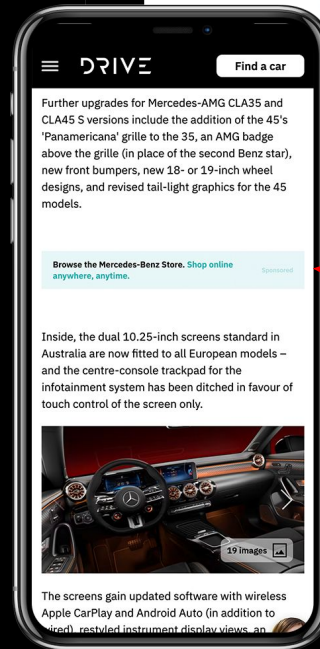 DRIVE
Find a car
Further upgrades for Mercedes-AMG CLA35 and
CLA45 S versions include the addition of the 45's
'Panamericana' grille to the 35, an AMG badge
above the grille (in place of the second Benz star),
new front bumpers, new 18- or 19-inch wheel
designs, and revised tail-light graphics for the 45
models.
Browse the Mercedes-Benz Store. Shop online
anywhere, anytime.
Sponsored
Inside, the dual 10.25-inch screens standard in
Australia are now fitted to all European models –
and the centre-console trackpad for the
infotainment system has been ditched in favour of
touch control of the screen only.
19 images
The screens gain updated software with wireless
Apple CarPlay and Android Auto (in addition to
wired), restyled instrument display views, an